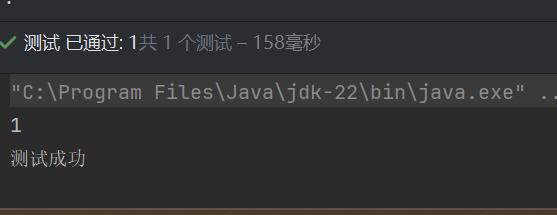 测试 已通过: 1共 1 个测试 – 158毫秒
"C:\Program Files\Java\jdk-22\bin\java.exe" ..
1
测试成功